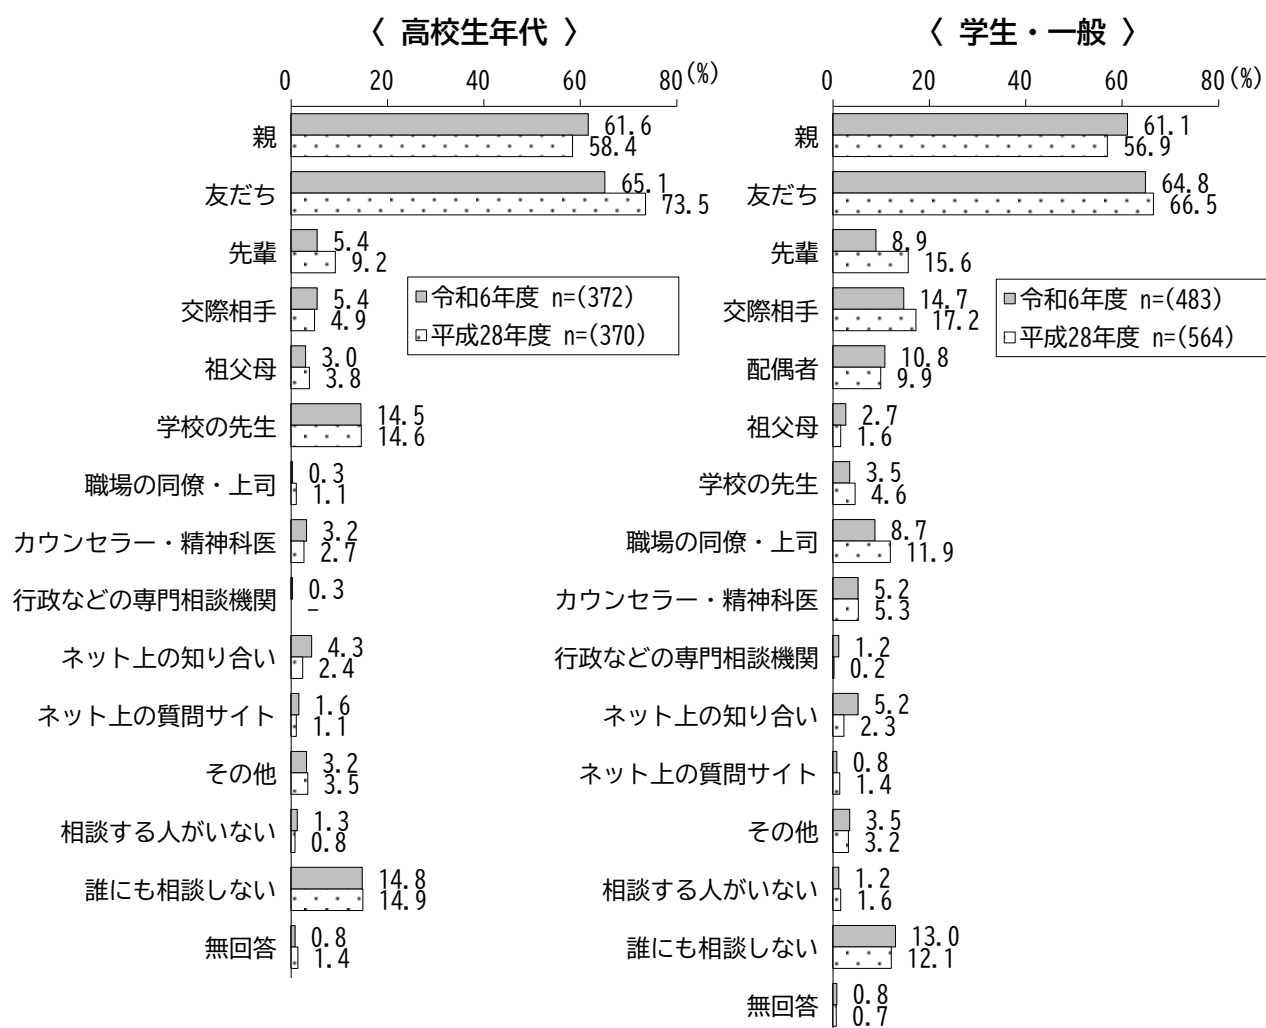 〈 高校生年代 〉
0 20 40 60 80(%)
親 61.6
58.4
友だち 65.1
73.5
先輩 5.4
9.2
交際相手 5.4
4.9
祖父母 3.0
3.8
学校の先生 14.5
14.6
職場の同僚・上司 0.3
1.1
カウンセラー・精神科医 3.2
2.7
行政などの専門相談機関 0.3
-
ネット上の知り合い 4.3
2.4
ネット上の質問サイト 1.6
1.1
その他 3.2
3.5
相談する人がいない 1.3
0.8
誰にも相談しない 14.8
14.9
無回答 0.8
1.4
令和6年度 n=(372)
平成28年度 n=(370)
〈 学生・一般 〉
0 20 40 60 80(%)
親 61.1
56.9
友だち 64.8
66.5
先輩 8.9
15.6
交際相手 14.7
17.2
配偶者 10.8
9.9
祖父母 2.7
1.6
学校の先生 3.5
4.6
職場の同僚・上司 8.7
11.9
カウンセラー・精神科医 5.2
5.3
行政などの専門相談機関 1.2
0.2
ネット上の知り合い 5.2
2.3
ネット上の質問サイト 0.8
1.4
その他 3.5
3.2
相談する人がいない 1.2
1.6
誰にも相談しない 13.0
12.1
無回答 0.8
0.7
令和6年度 n=(483)
平成28年度 n=(564)